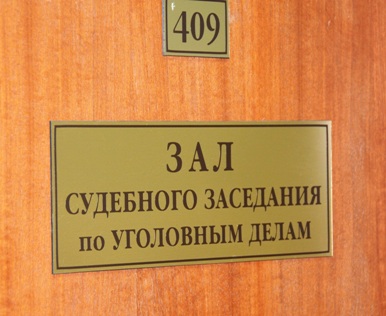 409
ЗАЛ
СУДЕБНОГО ЗАСЕДАНИЯ
по УГОЛОВНЫМ ДЕЛАМ